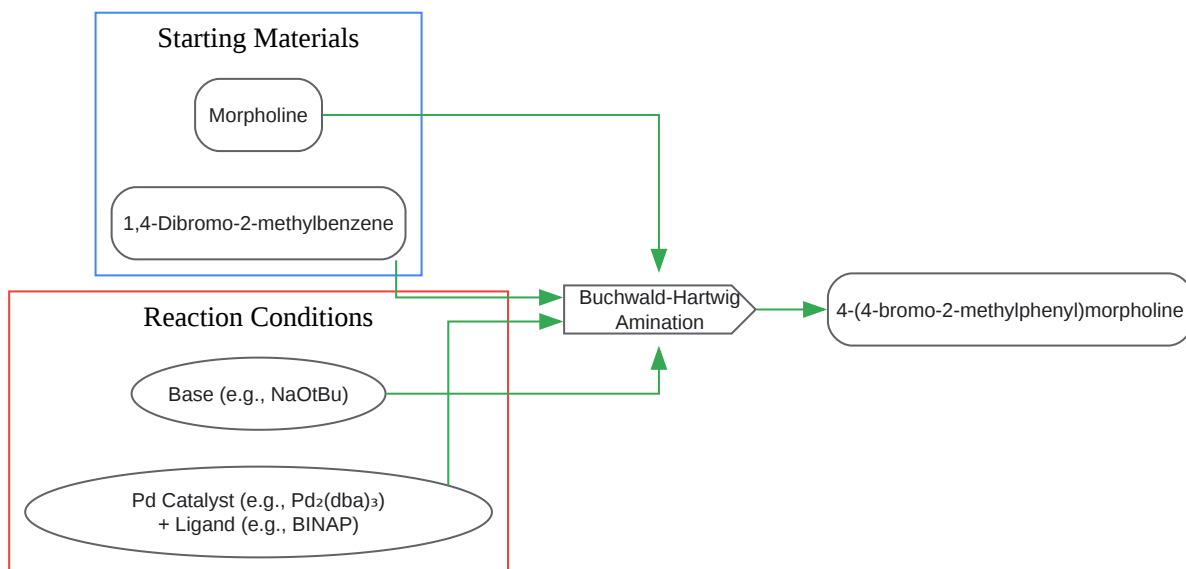 Starting Materials
Morpholine
1,4-Dibromo-2-methylbenzene
Reaction Conditions
Base (e.g., NaOtBu)
Pd Catalyst (e.g., Pd₂(dba)₃)
+ Ligand (e.g., BINAP)
Buchwald-Hartwig
Amination
4-(4-bromo-2-methylphenyl)morpholine